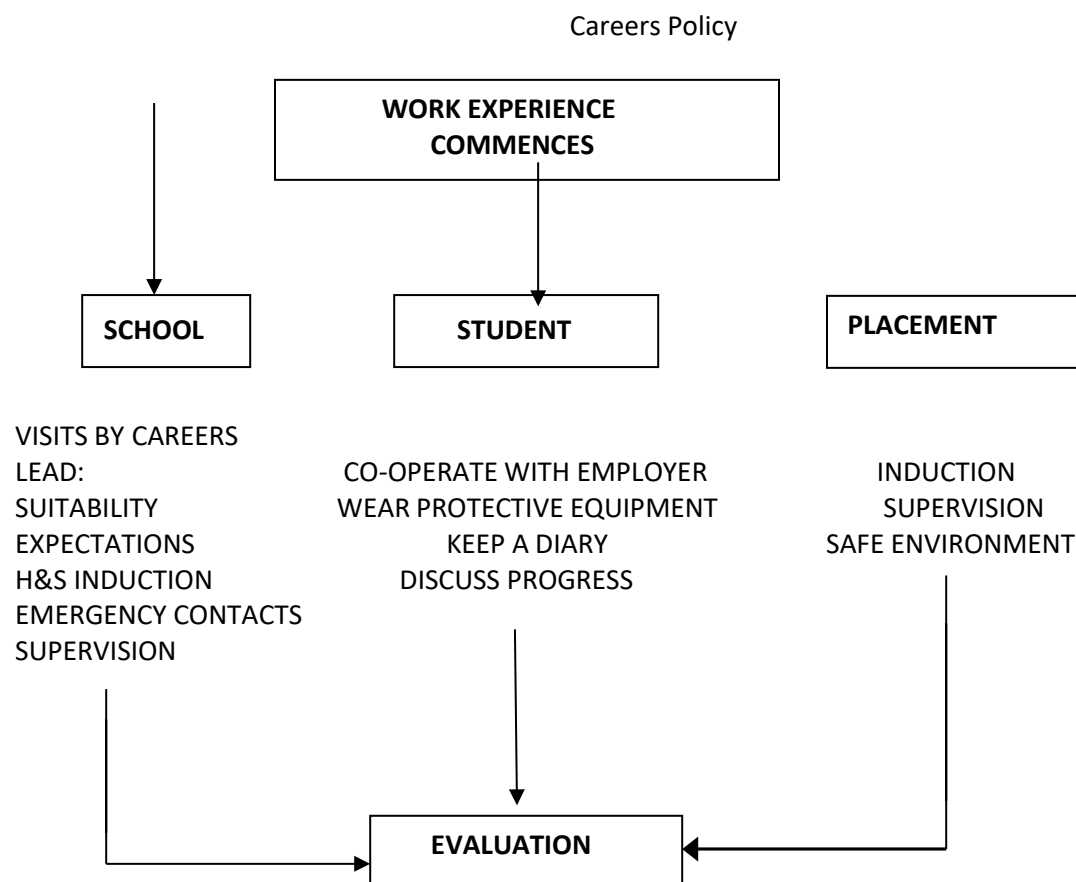 Careers Policy
WORK EXPERIENCE
COMMENCES
SCHOOL
STUDENT
PLACEMENT
VISITS BY CAREERS
LEAD:
SUITABILITY
EXPECTATIONS
H&S INDUCTION
EMERGENCY CONTACTS
SUPERVISION
CO-OPERATE WITH EMPLOYER
WEAR PROTECTIVE EQUIPMENT
KEEP A DIARY
DISCUSS PROGRESS
INDUCTION
SUPERVISION
SAFE ENVIRONMENT
EVALUATION